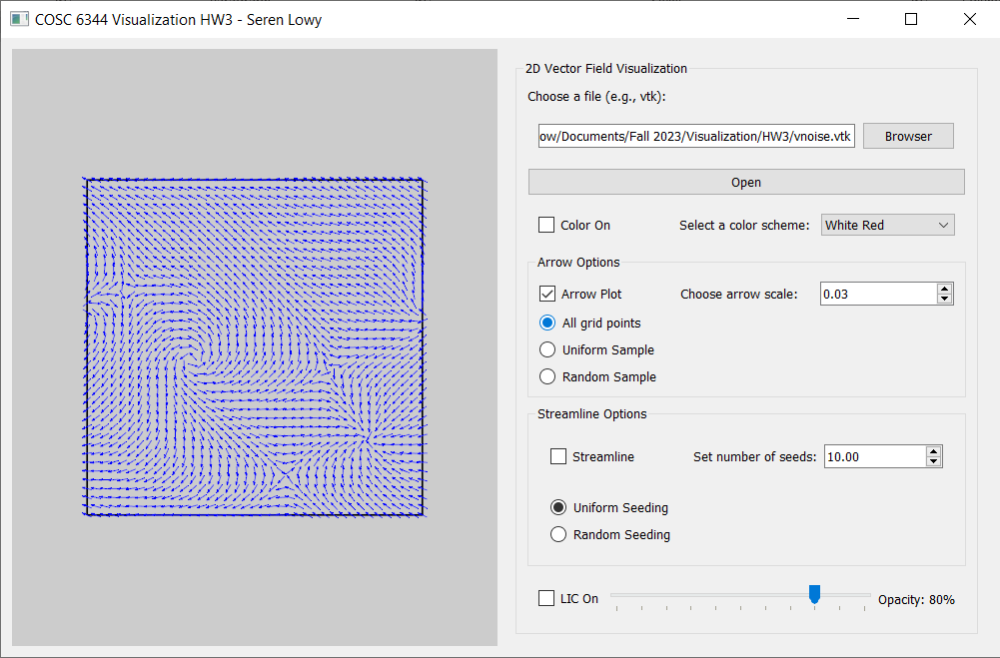 COSC 6344 Visualization HW3 - Seren Lowy
2D Vector Field Visualization
Choose a file (e.g., vtk):
ow/Documents/Fall 2023/Visualization/HW3/vnoise.vtk Browser
Open
Color On Select a color scheme: White Red
Arrow Options
Arrow Plot Choose arrow scale: 0.03
All grid points
Uniform Sample
Random Sample
Streamline Options
Streamline Set number of seeds: 10.00
Uniform Seeding
Random Seeding
LIC On Opacity: 80%